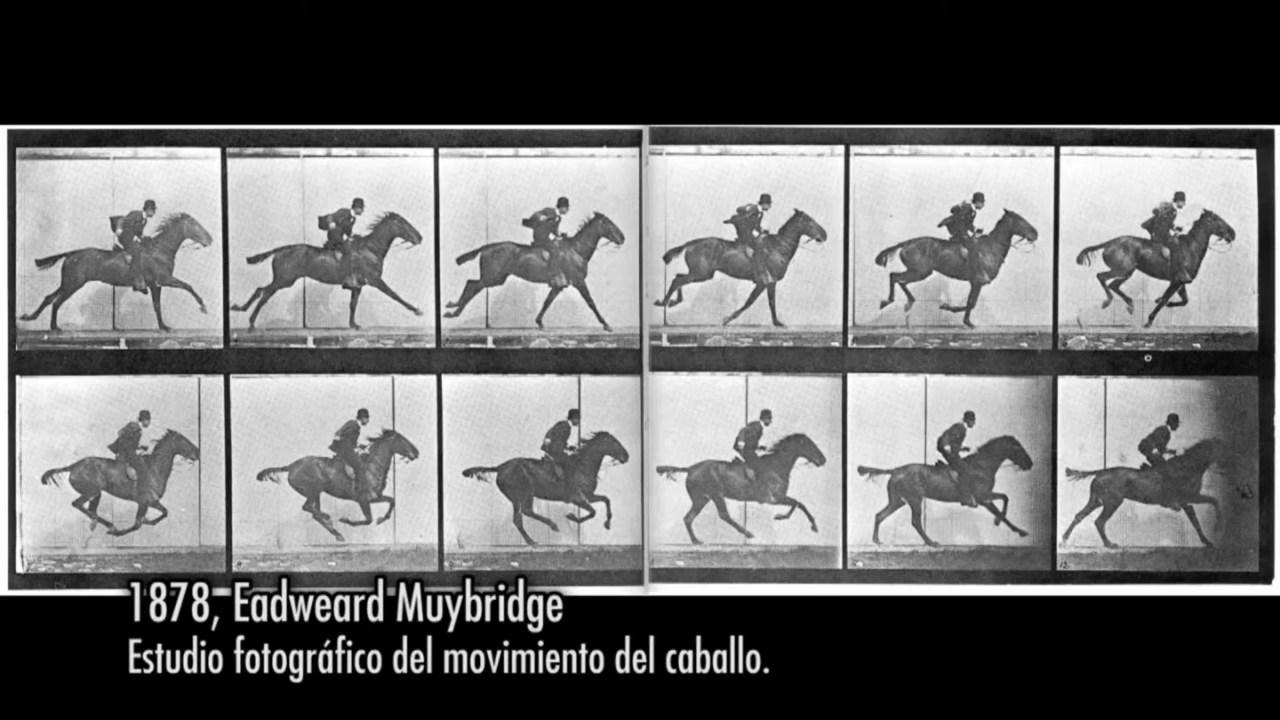 1878, Eadweard Muybridge
Estudio fotográfico del movimiento del caballo.